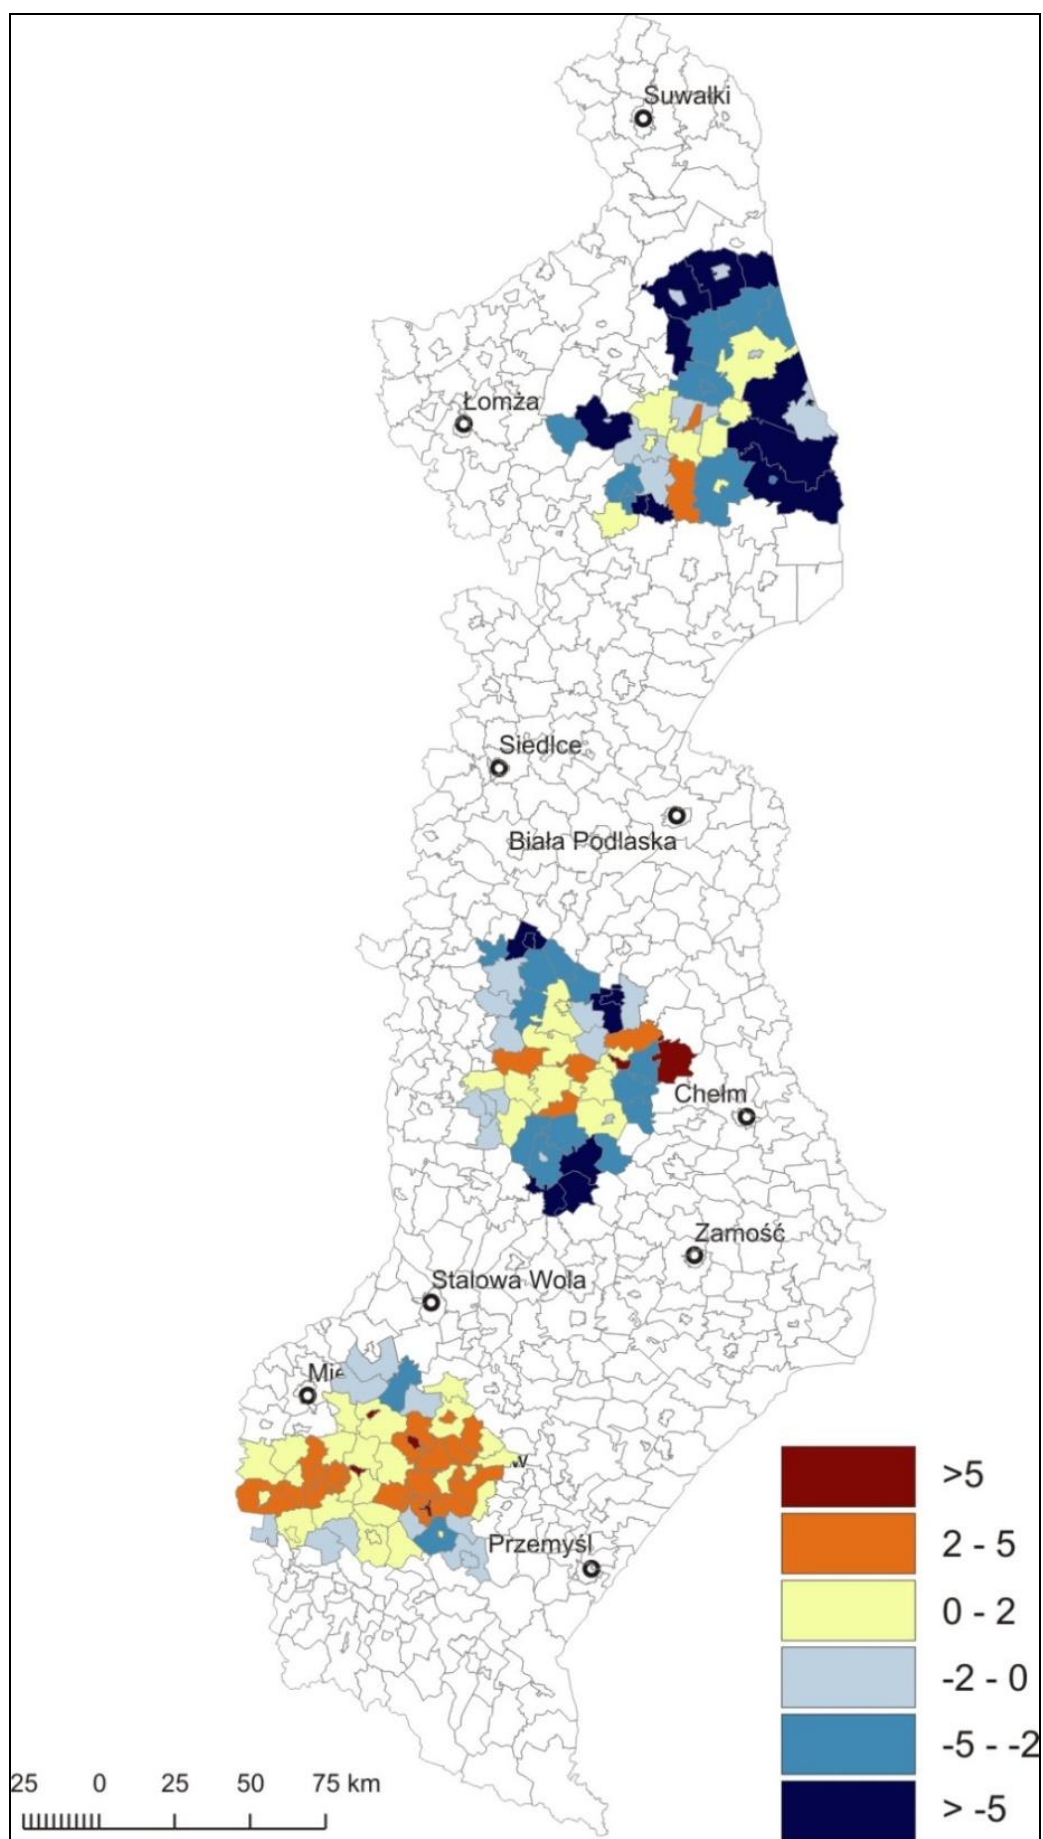 Suwałki
Łomża
Siedlce
Biała Podlaska
Chełm
Zamość
Stalowa Wola
Mie
w
Przemyśl
>5
2 - 5
0 - 2
-2 - 0
-5 - -2
> -5
25 0 25 50 75 km